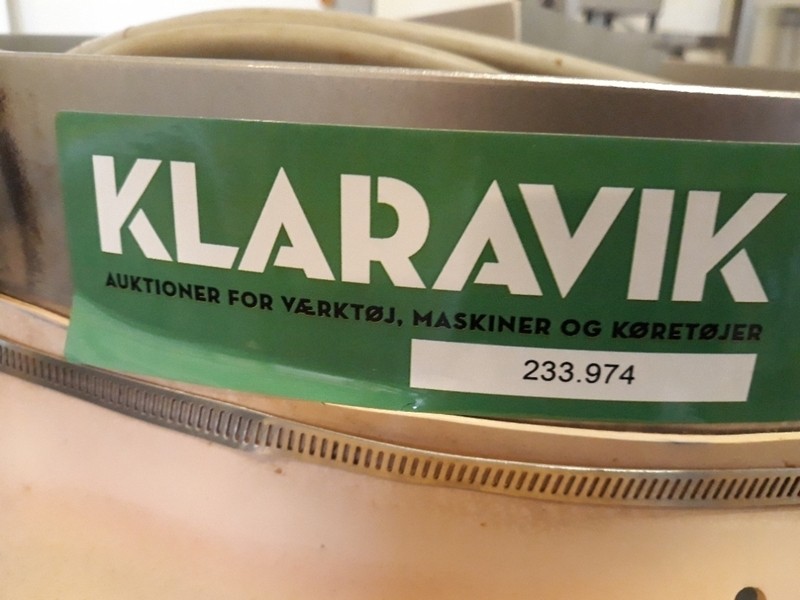 KLARAVIK
AUKTIONER FOR VÆRKTØJ, MASKINER OG KØRETØJER
233.974